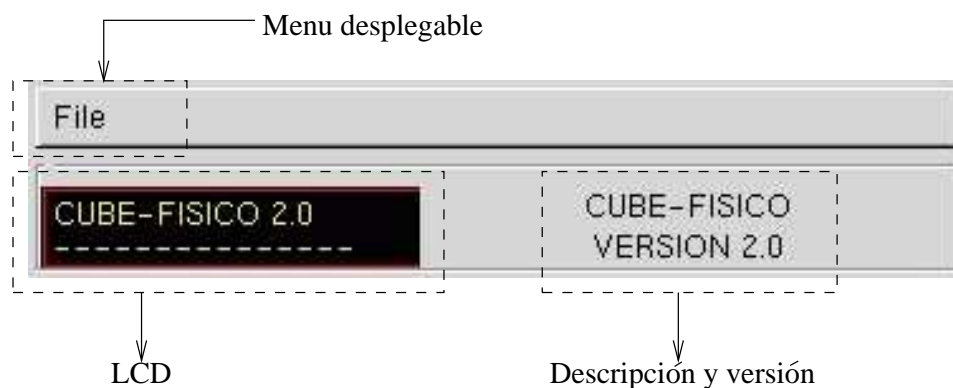 Menu desplegable
File
CUBE-FISICO 2.0
---------------
CUBE-FISICO
VERSION 2.0
LCD
Descripción y versión